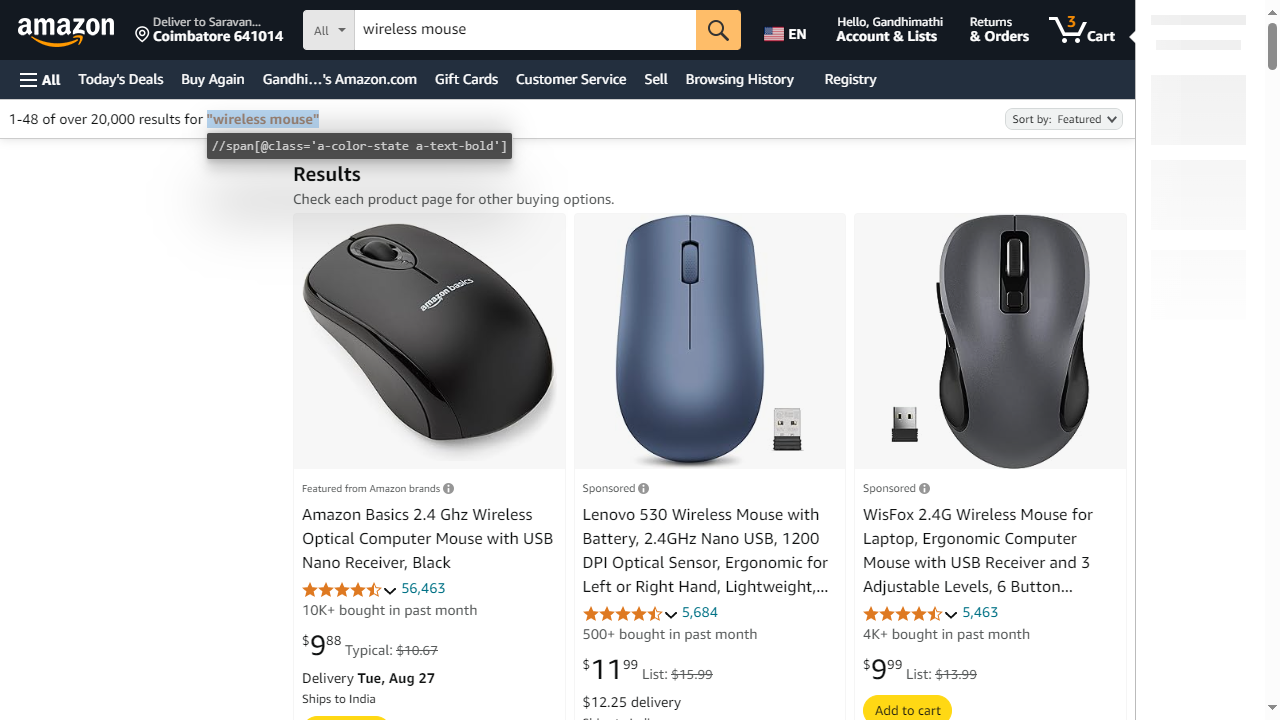 amazon
Deliver to Saravan...
Coimbatore 641014
All
wireless mouse
EN
Hello, Gandhimathi
Account & Lists
Returns
& Orders
3
Cart
All
Today's Deals
Buy Again
Gandhi...'s Amazon.com
Gift Cards
Customer Service
Sell
Browsing History
Registry
1-48 of over 20,000 results for "wireless mouse"
Sort by: Featured
//span[@class='a-color-state a-text-bold']
Results
Check each product page for other buying options.
amazon basics
Featured from Amazon brands
Amazon Basics 2.4 Ghz Wireless
Optical Computer Mouse with USB
Nano Receiver, Black
56,463
10K+ bought in past month
$9.88 Typical: $10.67
Delivery Tue, Aug 27
Ships to India
Sponsored
Lenovo 530 Wireless Mouse with
Battery, 2.4GHz Nano USB, 1200
DPI Optical Sensor, Ergonomic for
Left or Right Hand, Lightweight,...
5,684
500+ bought in past month
$11.99 List: $15.99
$12.25 delivery
Sponsored
WisFox 2.4G Wireless Mouse for
Laptop, Ergonomic Computer
Mouse with USB Receiver and 3
Adjustable Levels, 6 Button...
5,463
4K+ bought in past month
$9.99 List: $13.99
Add to cart